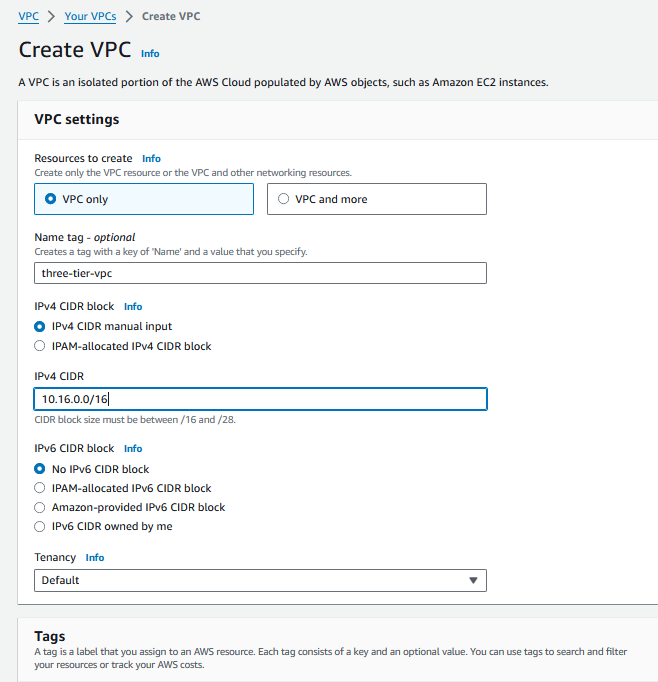 VPC > Your VPCs > Create VPC
Create VPC Info
A VPC is an isolated portion of the AWS Cloud populated by AWS objects, such as Amazon EC2 instances.
VPC settings
Resources to create Info
Create only the VPC resource or the VPC and other networking resources.
VPC only
VPC and more
Name tag - optional
Creates a tag with a key of 'Name' and a value that you specify.
three-tier-vpc
IPv4 CIDR block Info
IPv4 CIDR manual input
IPAM-allocated IPv4 CIDR block
IPv4 CIDR
10.16.0.0/16
CIDR block size must be between /16 and /28.
IPv6 CIDR block Info
No IPv6 CIDR block
IPAM-allocated IPv6 CIDR block
Amazon-provided IPv6 CIDR block
IPv6 CIDR owned by me
Tenancy Info
Default
Tags
A tag is a label that you assign to an AWS resource. Each tag consists of a key and an optional value. You can use tags to search and filter
your resources or track your AWS costs.